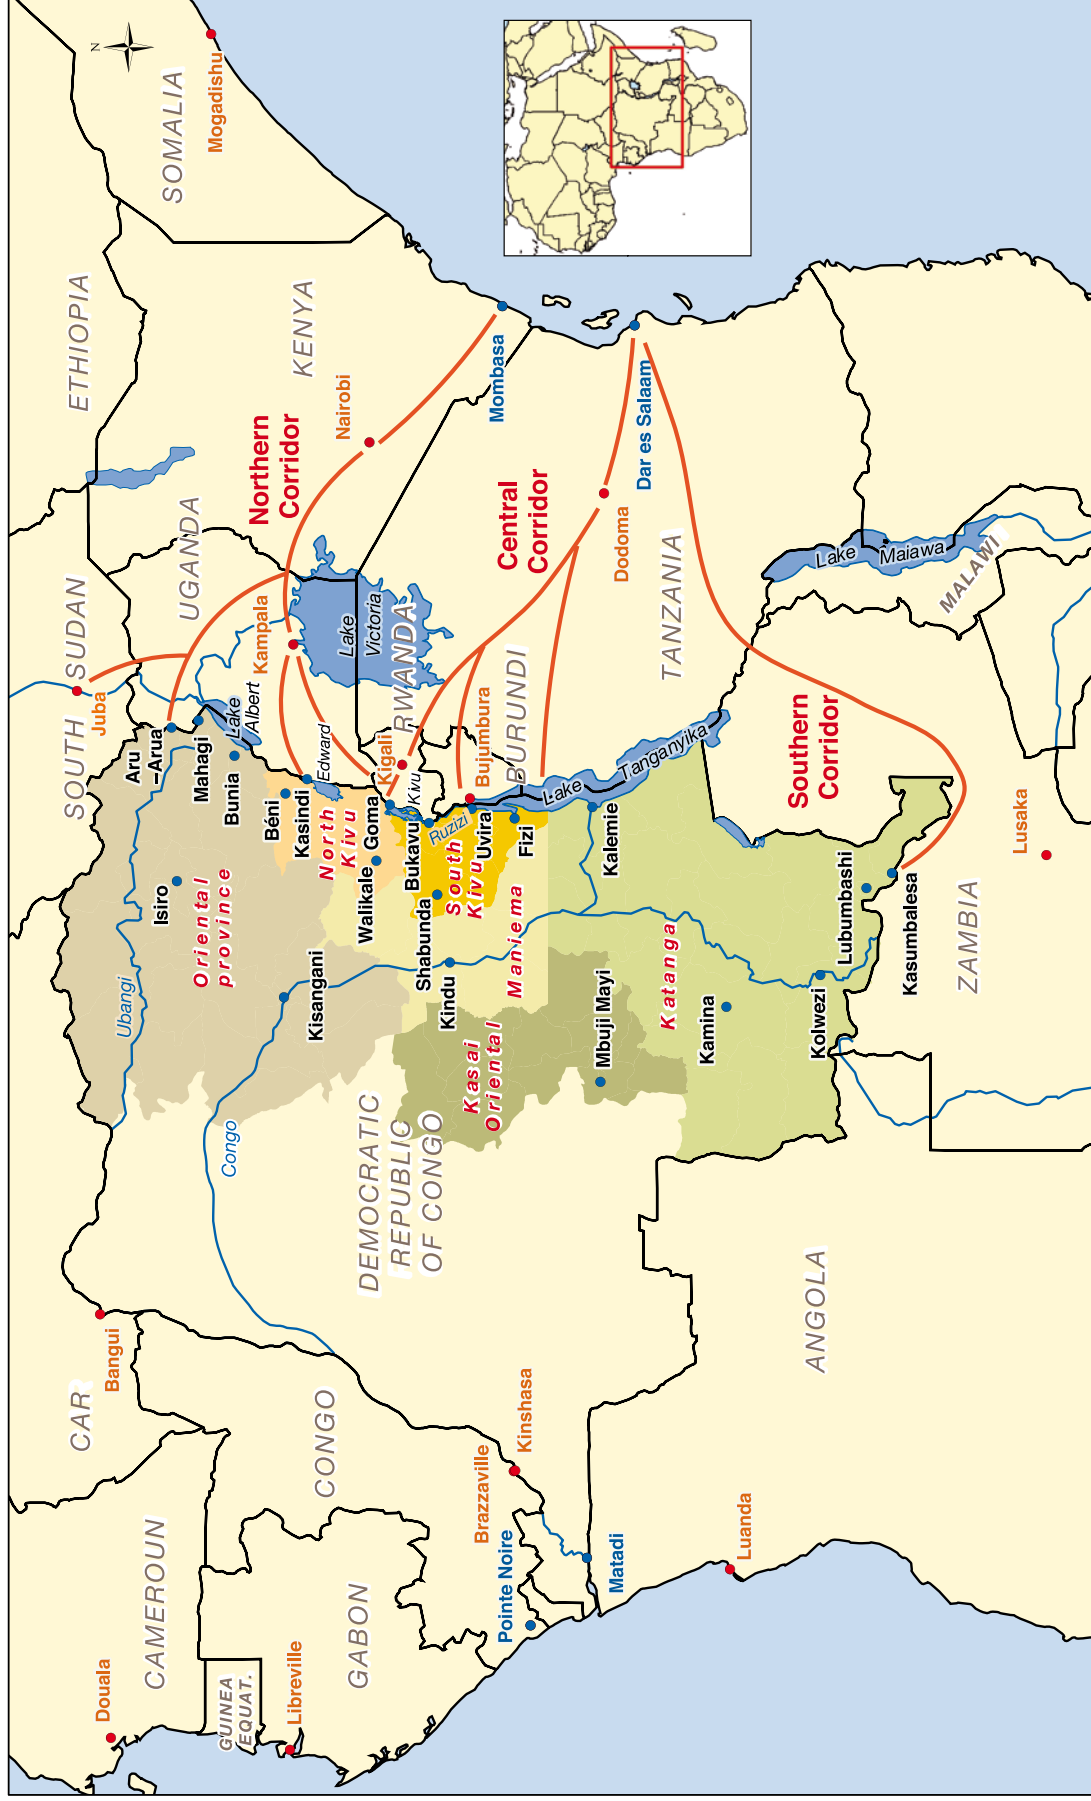 N
CAR
Bangui
SOUTH SUDAN
Juba
ETHIOPIA
SOMALIA
Mogadishu
Douala
CAMEROUN
GUINEA
EQUAT.
Libreville
GABON
CONGO
Ubangi
Congo
Isiro
Oriental
province
Kisangani
Aru
–Arua
Mahagi
Bunia
Lake
Albert
UGANDA
Kampala
Northern
Corridor
KENYA
Nairobi
Béni
Kasindi
Edward
North
Kivu
Walikale
Goma
Kigali
RWANDA
Lake
Victoria
DEMOCRATIC
REPUBLIC
OF CONGO
Bukavu
Kivu
Ruzizi
Shabunda
South
Kivu
Uvira
Fizi
Bujumbura
BURUNDI
Kindu
Maniema
Kasai
Oriental
Central
Corridor
Mombasa
Brazzaville
Kinshasa
Pointe Noire
Matadi
Mbuji Mayi
Kalemie
Lake Tanganyika
Dodoma
Dar es Salaam
TANZANIA
Katanga
Kamina
Luanda
ANGOLA
Kolwezi
Lubumbashi
Kasumbalesa
Southern
Corridor
Lake Maiawa
MALAWI
ZAMBIA
Lusaka